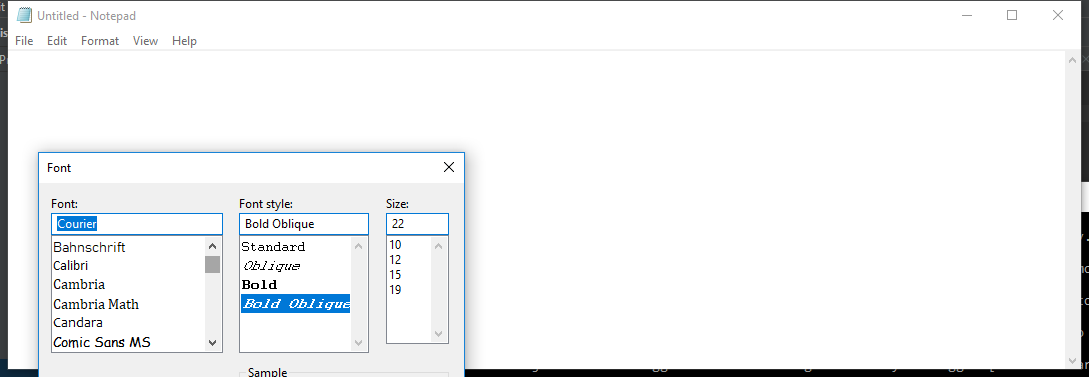 Untitled - Notepad
File Edit Format View Help
Font
Font: Font style: Size:
Courier Bold Oblique 22
Bahnschrift Standard 10
Calibri Oblique 12
Cambria Bold 15
Cambria Math Bold Oblique 19
Candara
Comic Sans MS
Sample